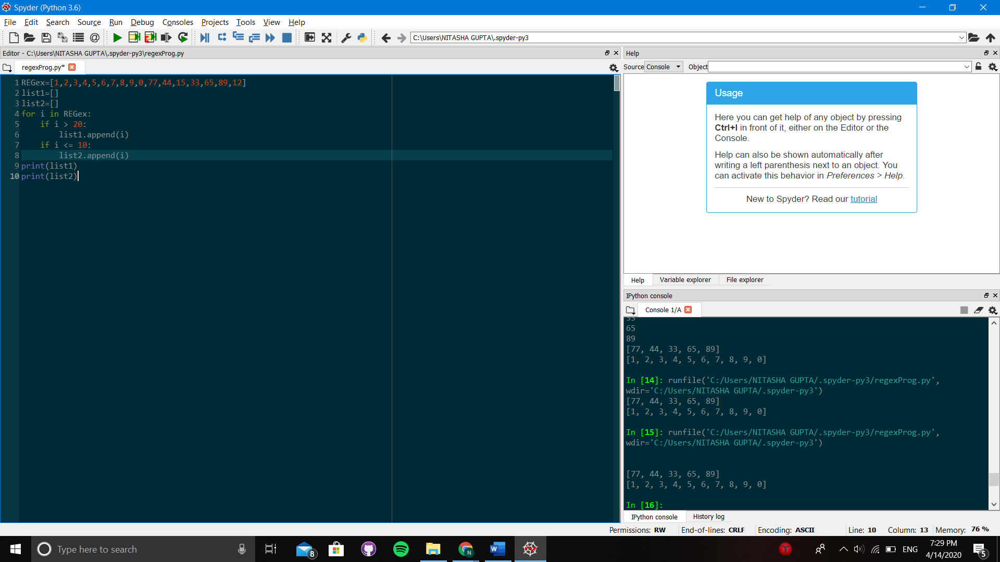 Spyder (Python 3.6)
File Edit Search Source Run Debug Consoles Projects Tools View Help
C:\Users\NITASHA GUPTA\.spyder-py3
Editor - C:\Users\NITASHA GUPTA\.spyder-py3\regexProg.py
regexProg.py*
1 REGex=[1,2,3,4,5,6,7,8,9,0,77,44,15,33,65,89,12]
2 list1=[]
3 list2=[]
4 for i in REGex:
5     if i > 20:
6         list1.append(i)
7     if i <= 10:
8         list2.append(i)
9 print(list1)
10 print(list2)
Help
Source Console Object
Usage
Here you can get help of any object by pressing
Ctrl+I in front of it, either on the Editor or the
Console.
Help can also be shown automatically after
writing a left parenthesis next to an object. You
can activate this behavior in Preferences > Help.
New to Spyder? Read our tutorial
Help Variable explorer File explorer
IPython console
Console 1/A
33
65
89
[77, 44, 33, 65, 89]
[1, 2, 3, 4, 5, 6, 7, 8, 9, 0]
In [14]: runfile('C:/Users/NITASHA GUPTA/.spyder-py3/regexProg.py',
wdir='C:/Users/NITASHA GUPTA/.spyder-py3')
[77, 44, 33, 65, 89]
[1, 2, 3, 4, 5, 6, 7, 8, 9, 0]
In [15]: runfile('C:/Users/NITASHA GUPTA/.spyder-py3/regexProg.py',
wdir='C:/Users/NITASHA GUPTA/.spyder-py3')
[77, 44, 33, 65, 89]
[1, 2, 3, 4, 5, 6, 7, 8, 9, 0]
In [16]:
IPython console History log
Permissions: RW End-of-lines: CRLF Encoding: ASCII Line: 10 Column: 13 Memory: 76 %
Type here to search
8
N
W
ENG
7:29 PM
4/14/2020
5